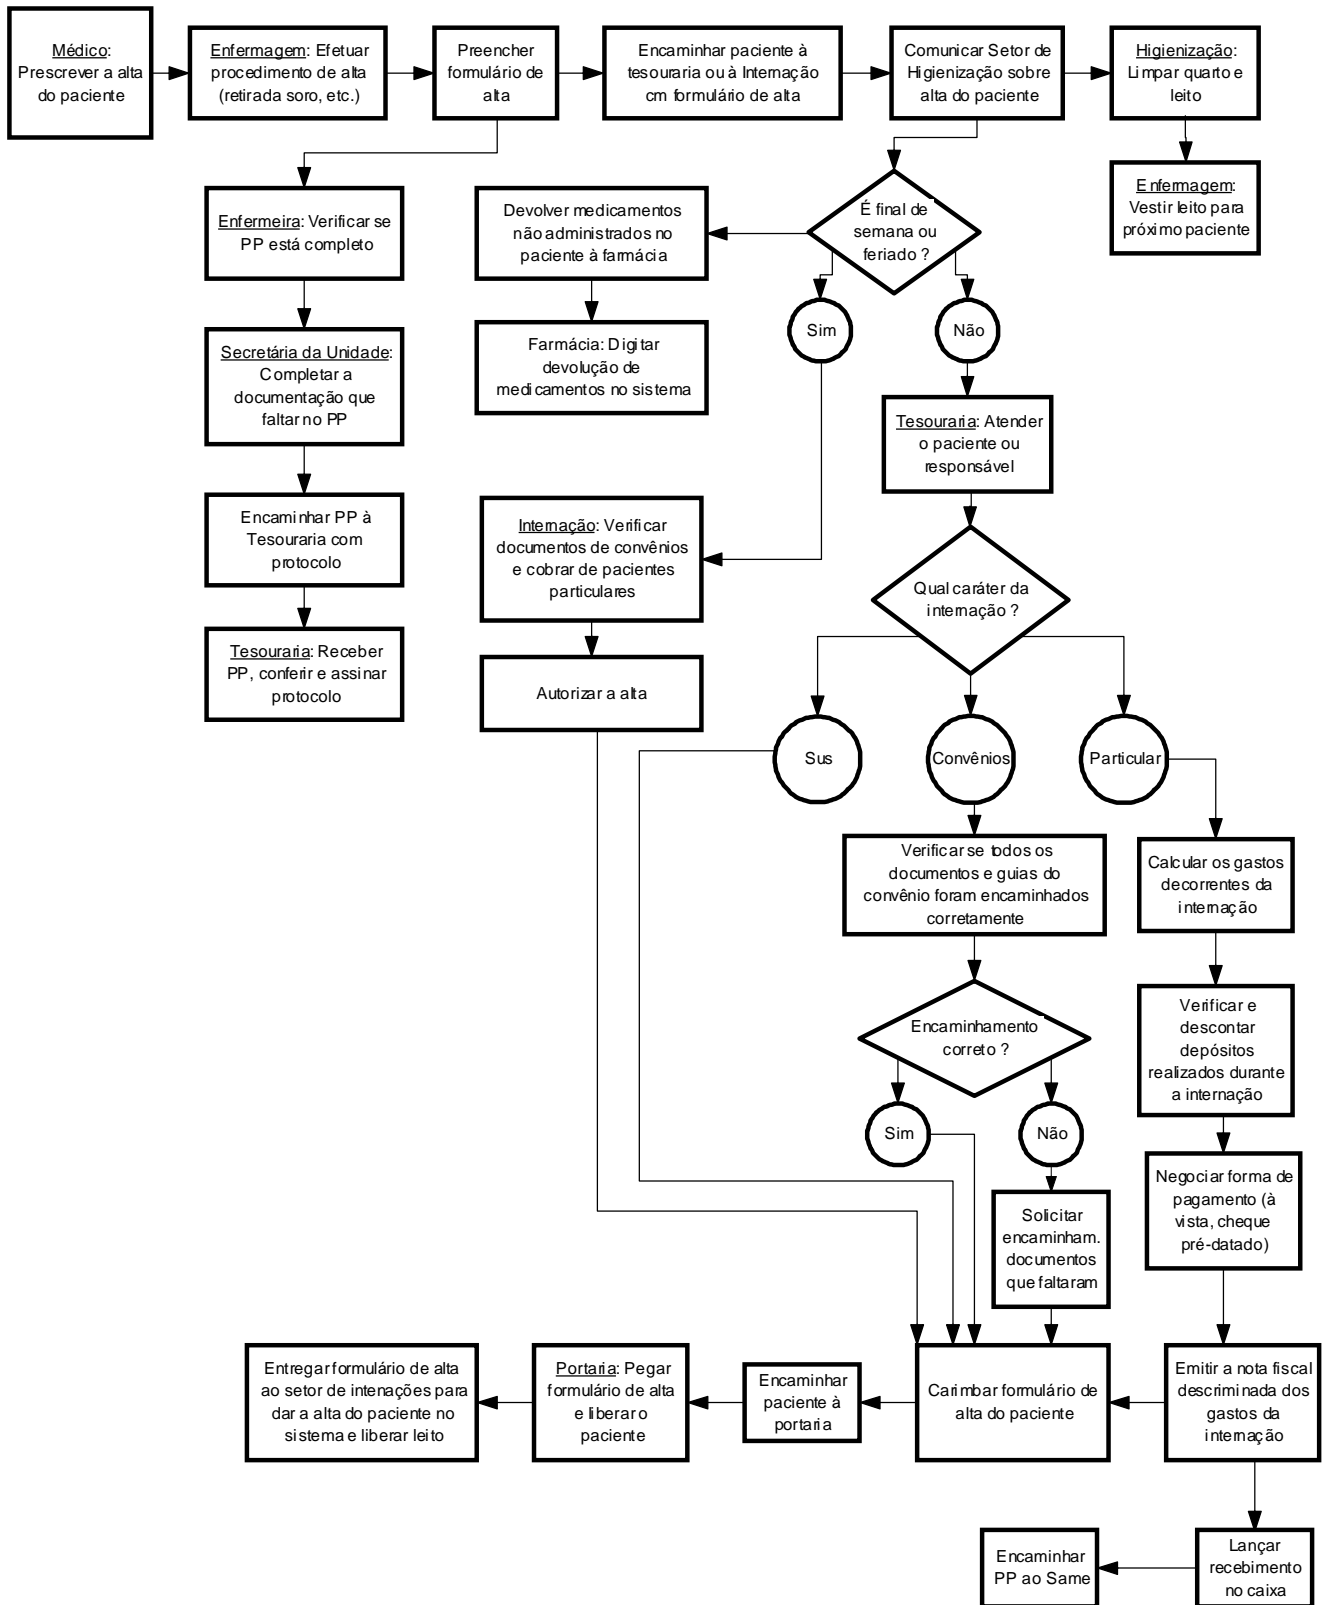 Médico:
Prescrever a alta
do paciente
Enfermagem: Efetuar
procedimento de alta
(retirada soro, etc.)
Preencher
formulário de
alta
Encaminhar paciente à
tesouraria ou à Internação
cm formulário de alta
Comunicar Setor de
Higienização sobre
alta do paciente
Higienização:
Limpar quarto e
leito
Enfermagem:
Vestir leito para
próximo paciente
Enfermeira: Verificar se
PP está completo
Devolver medicamentos
não administrados no
paciente à farmácia
É final de
semana ou
feriado ?
Sim
Não
Farmácia: Digitar
devolução de
medicamentos no sistema
Secretária da Unidade:
Completar a
documentação que
faltar no PP
Tesouraria: Atender
o paciente ou
responsável
Encaminhar PP à
Tesouraria com
protocolo
Internação: Verificar
documentos de convênios
e cobrar de pacientes
particulares
Qual caráter da
internação ?
Tesouraria: Receber
PP, conferir e assinar
protocolo
Autorizar a alta
Sus
Convênios
Particular
Verificar se todos os
documentos e guias do
convênio foram encaminhados
corretamente
Calcular os gastos
decorrentes da
internação
Encaminhamento
correto ?
Verificar e
descontar
depósitos
realizados durante
a internação
Sim
Não
Negociar forma de
pagamento (à
vista, cheque
pré-datado)
Solicitar
encaminham.
documentos
que faltaram
Entregar formulário de alta
ao setor de intenações para
dar a alta do paciente no
sistema e liberar leito
Portaria: Pegar
formulário de alta
e liberar o
paciente
Encaminhar
paciente à
portaria
Carimbar formulário de
alta do paciente
Emitir a nota fiscal
descriminada dos
gastos da
internação
Encaminhar
PP ao Same
Lançar
recebimento
no caixa